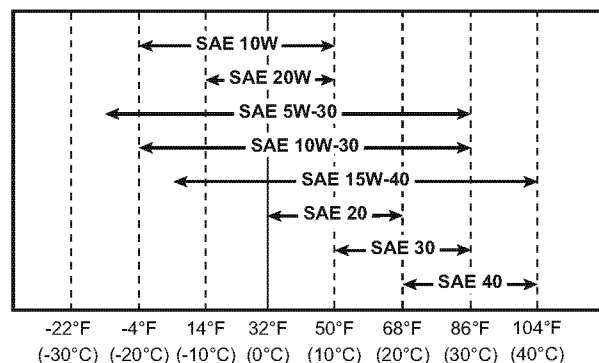 SAE 10W
SAE 20W
SAE 5W-30
SAE 10W-30
SAE 15W-40
SAE 20
SAE 30
SAE 40
-22°F -4°F 14°F 32°F 50°F 68°F 86°F 104°F
(-30°C) (-20°C) (-10°C) (0°C) (10°C) (20°C) (30°C) (40°C)